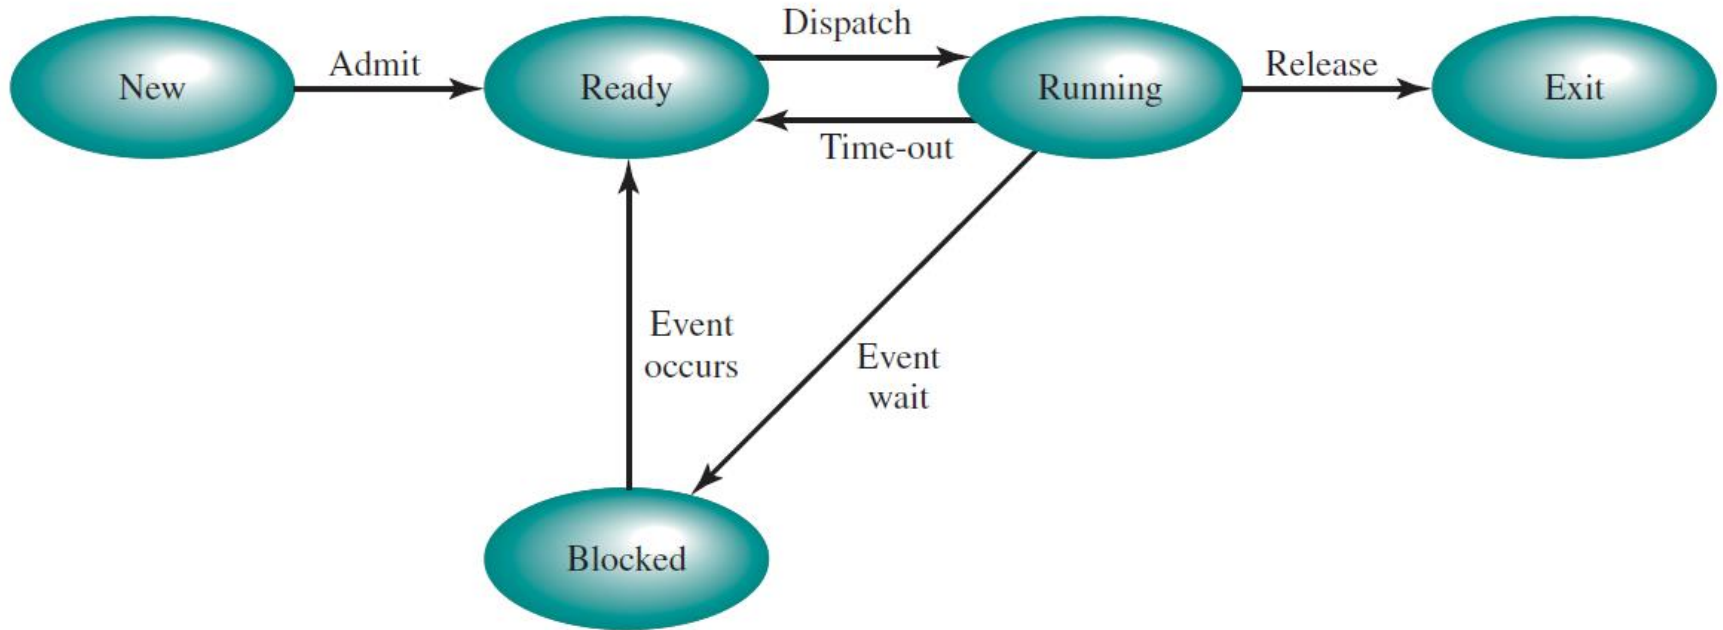 Dispatch
New
Admit
Ready
Running
Release
Exit
Time-out
Event
occurs
Event
wait
Blocked